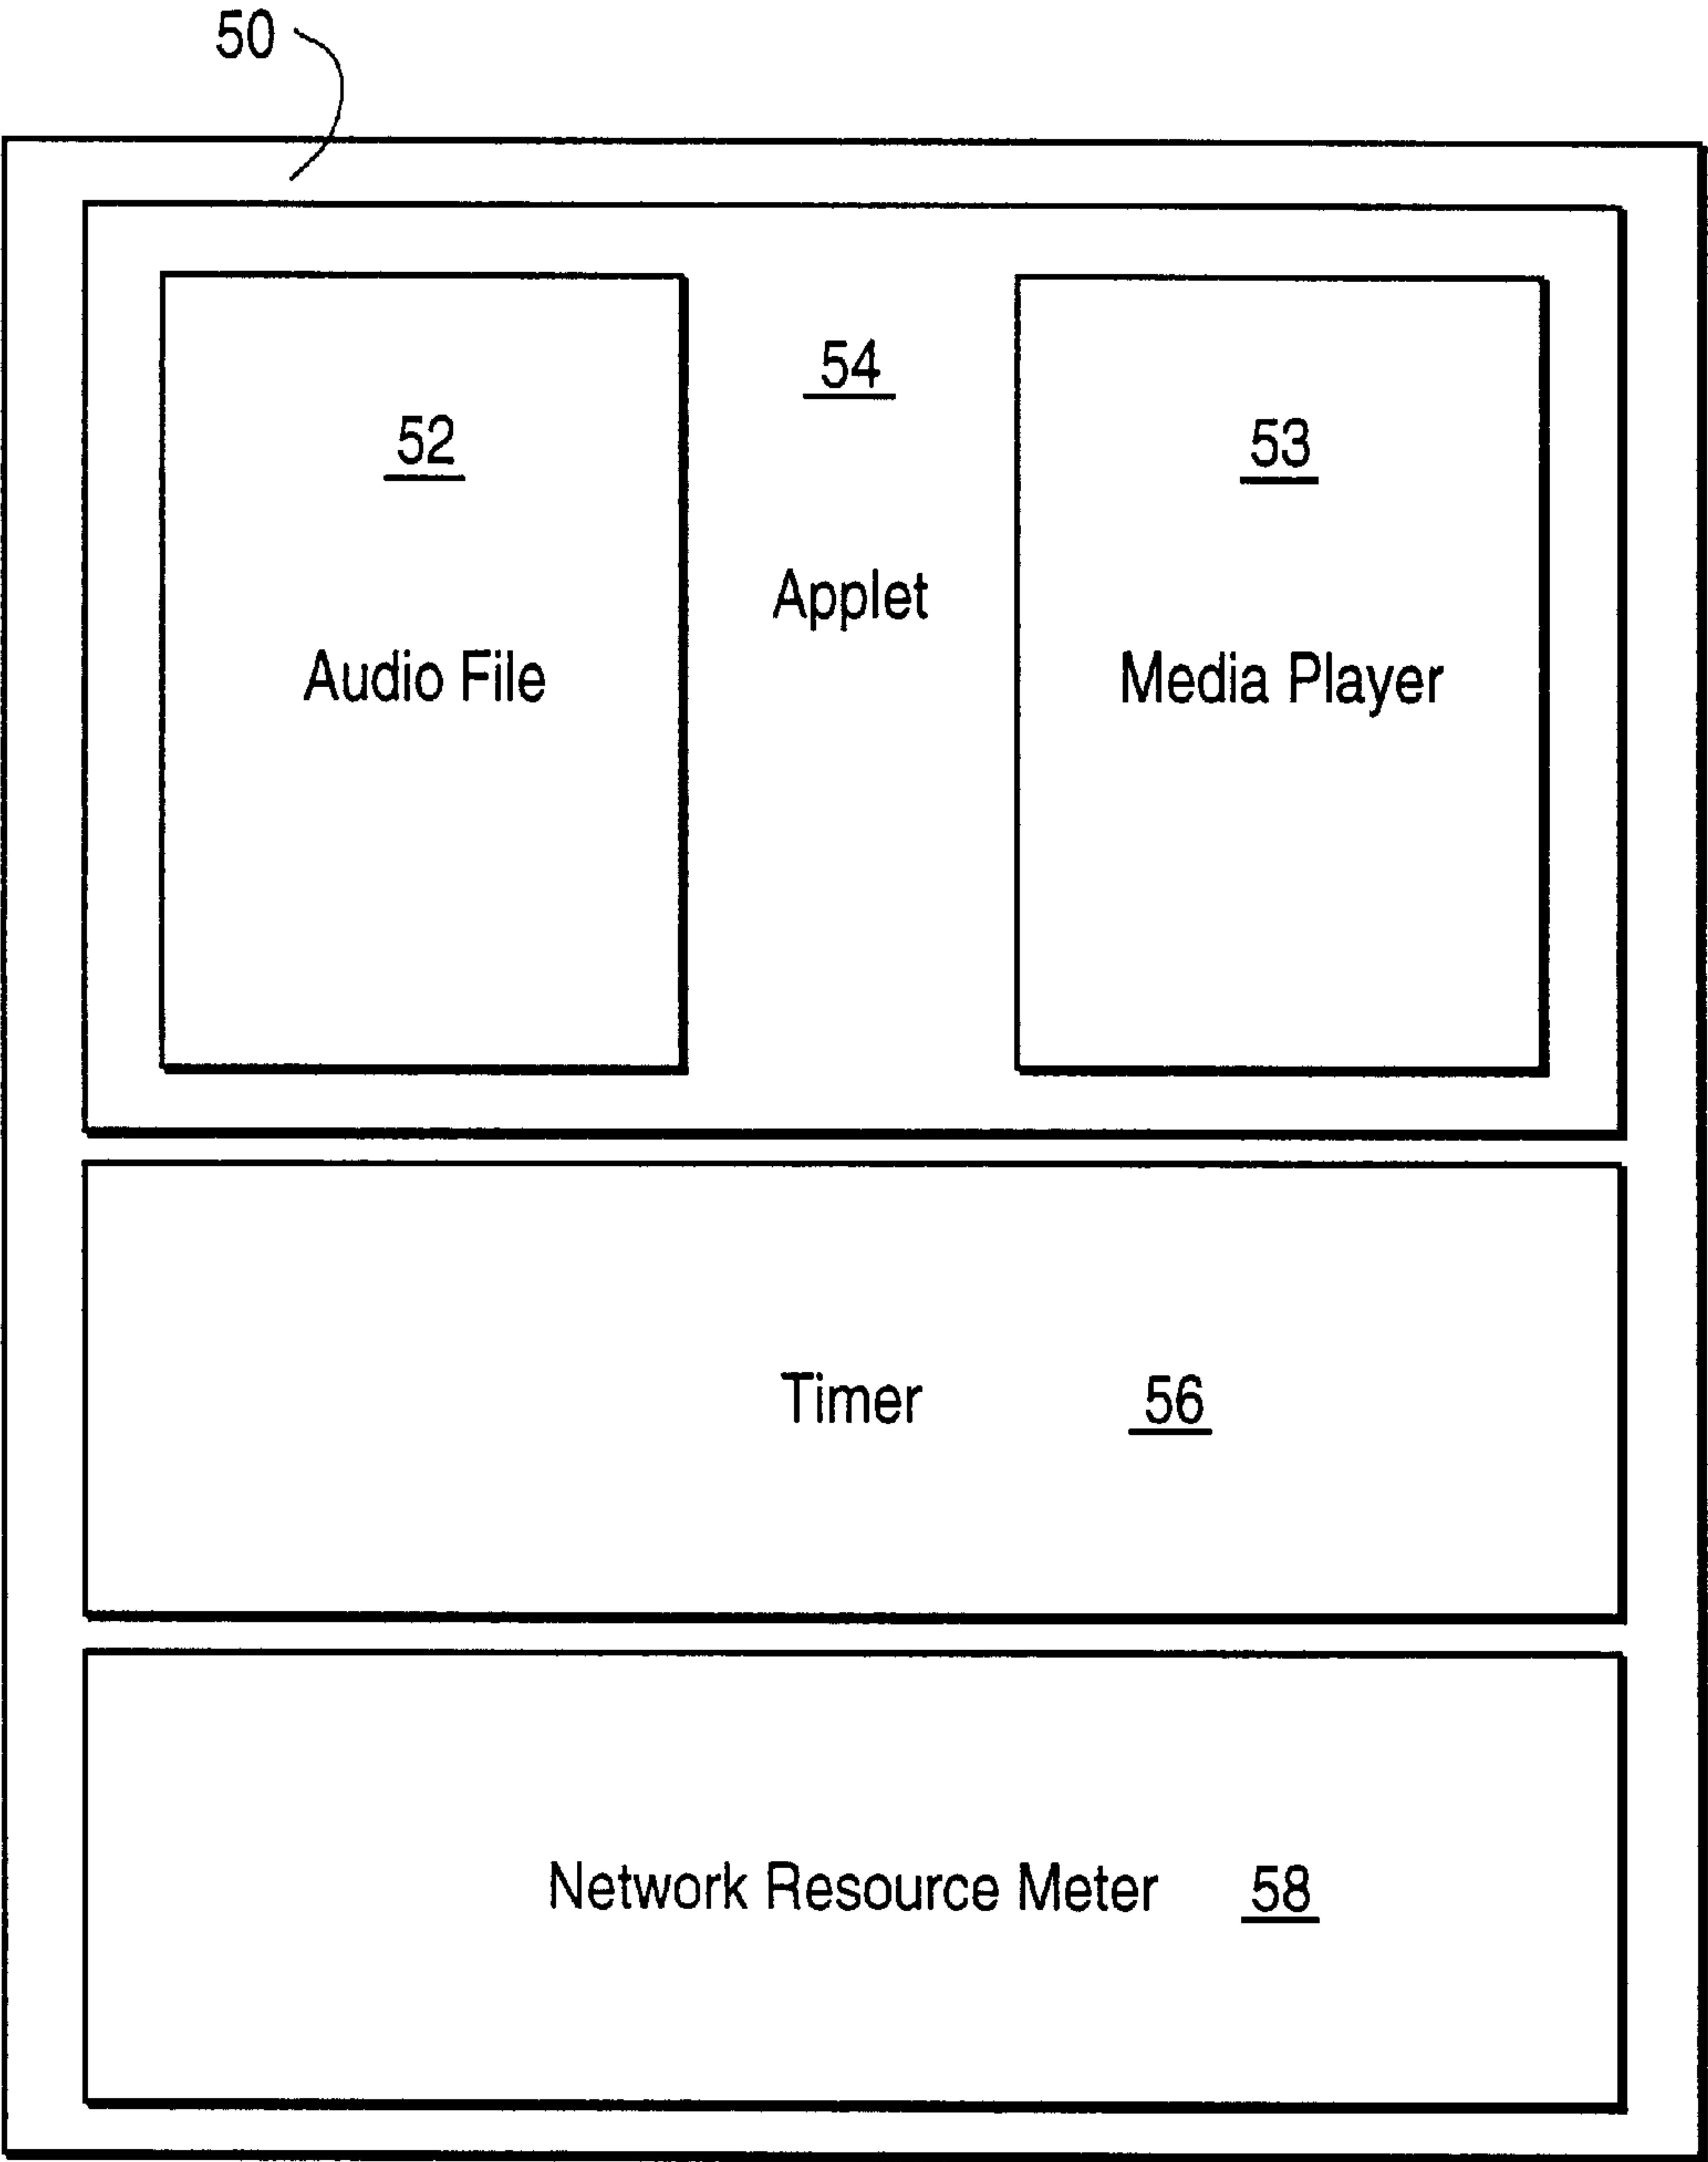 50
54
52
53
Applet
Audio File
Media Player
Timer 56
Network Resource Meter 58